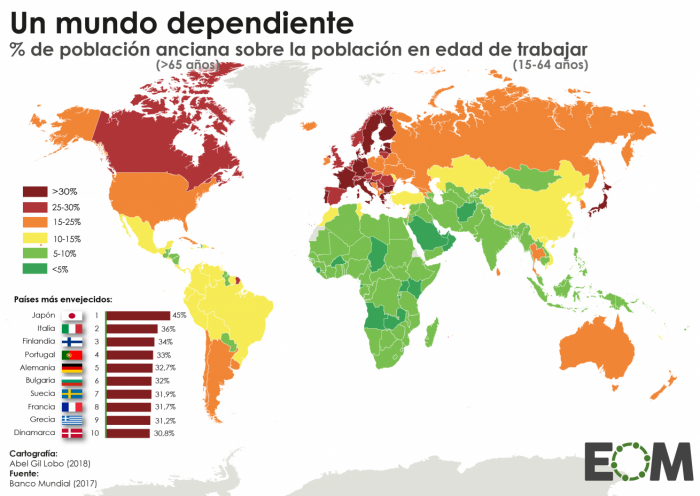 Un mundo dependiente
% de población anciana sobre la población en edad de trabajar
(>65 años) (15-64 años)
>30%
25-30%
15-25%
10-15%
5-10%
<5%
Países más envejecidos:
Japón 1 45%
Italia 2 36%
Finlandia 3 34%
Portugal 4 33%
Alemania 5 32,7%
Bulgaria 6 32%
Suecia 7 31,9%
Francia 8 31,7%
Grecia 9 31,2%
Dinamarca 10 30,8%
Cartografía:
Abel Gil Lobo (2018)
Fuente:
Banco Mundial (2017)
EOM